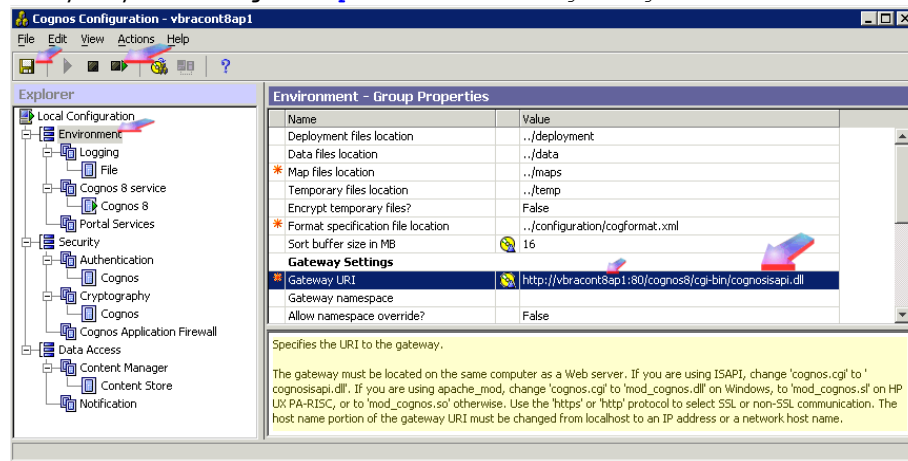 Cognos Configuration - vbracont8ap1
File Edit View Actions Help
?
Explorer
Local Configuration
Environment
Logging
File
Cognos 8 service
Cognos 8
Portal Services
Security
Authentication
Cognos
Cryptography
Cognos
Cognos Application Firewall
Data Access
Content Manager
Content Store
Notification
Environment - Group Properties
Name Value
Deployment files location ../deployment
Data files location ../data
* Map files location ../maps
Temporary files location ../temp
Encrypt temporary files? False
* Format specification file location ../configuration/cogformat.xml
Sort buffer size in MB 16
Gateway Settings
* Gateway URI http://vbracont8ap1:80/cognos8/cgi-bin/cognosisapi.dll
Gateway namespace
Allow namespace override? False
Specifies the URI to the gateway.
The gateway must be located on the same computer as a Web server. If you are using ISAPI, change 'cognos.cgi' to '
cognosisapi.dll'. If you are using apache_mod, change 'cognos.cgi' to 'mod_cognos.dll' on Windows, to 'mod_cognos.sl' on HP
UX PA-RISC, or to 'mod_cognos.so' otherwise. Use the 'https' or 'http' protocol to select SSL or non-SSL communication. The
host name portion of the gateway URI must be changed from localhost to an IP address or a network host name.